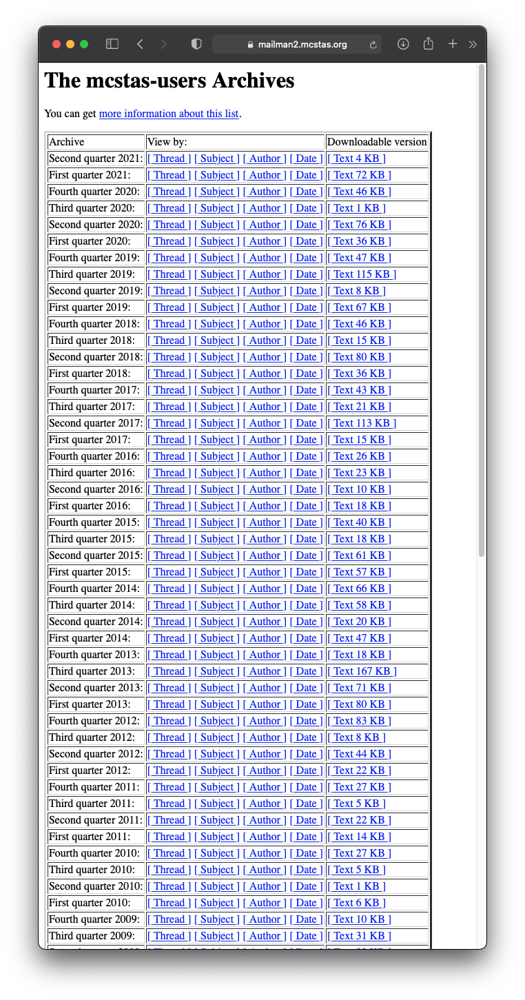 mailman2.mcstas.org
The mcstas-users Archives
You can get more information about this list.
Archive View by: Downloadable version
Second quarter 2021: [ Thread ] [ Subject ] [ Author ] [ Date ] [ Text 4 KB ]
First quarter 2021: [ Thread ] [ Subject ] [ Author ] [ Date ] [ Text 72 KB ]
Fourth quarter 2020: [ Thread ] [ Subject ] [ Author ] [ Date ] [ Text 46 KB ]
Third quarter 2020: [ Thread ] [ Subject ] [ Author ] [ Date ] [ Text 1 KB ]
Second quarter 2020: [ Thread ] [ Subject ] [ Author ] [ Date ] [ Text 76 KB ]
First quarter 2020: [ Thread ] [ Subject ] [ Author ] [ Date ] [ Text 36 KB ]
Fourth quarter 2019: [ Thread ] [ Subject ] [ Author ] [ Date ] [ Text 47 KB ]
Third quarter 2019: [ Thread ] [ Subject ] [ Author ] [ Date ] [ Text 115 KB ]
Second quarter 2019: [ Thread ] [ Subject ] [ Author ] [ Date ] [ Text 8 KB ]
First quarter 2019: [ Thread ] [ Subject ] [ Author ] [ Date ] [ Text 67 KB ]
Fourth quarter 2018: [ Thread ] [ Subject ] [ Author ] [ Date ] [ Text 46 KB ]
Third quarter 2018: [ Thread ] [ Subject ] [ Author ] [ Date ] [ Text 15 KB ]
Second quarter 2018: [ Thread ] [ Subject ] [ Author ] [ Date ] [ Text 80 KB ]
First quarter 2018: [ Thread ] [ Subject ] [ Author ] [ Date ] [ Text 36 KB ]
Fourth quarter 2017: [ Thread ] [ Subject ] [ Author ] [ Date ] [ Text 43 KB ]
Third quarter 2017: [ Thread ] [ Subject ] [ Author ] [ Date ] [ Text 21 KB ]
Second quarter 2017: [ Thread ] [ Subject ] [ Author ] [ Date ] [ Text 113 KB ]
First quarter 2017: [ Thread ] [ Subject ] [ Author ] [ Date ] [ Text 15 KB ]
Fourth quarter 2016: [ Thread ] [ Subject ] [ Author ] [ Date ] [ Text 26 KB ]
Third quarter 2016: [ Thread ] [ Subject ] [ Author ] [ Date ] [ Text 23 KB ]
Second quarter 2016: [ Thread ] [ Subject ] [ Author ] [ Date ] [ Text 10 KB ]
First quarter 2016: [ Thread ] [ Subject ] [ Author ] [ Date ] [ Text 18 KB ]
Fourth quarter 2015: [ Thread ] [ Subject ] [ Author ] [ Date ] [ Text 40 KB ]
Third quarter 2015: [ Thread ] [ Subject ] [ Author ] [ Date ] [ Text 18 KB ]
Second quarter 2015: [ Thread ] [ Subject ] [ Author ] [ Date ] [ Text 61 KB ]
First quarter 2015: [ Thread ] [ Subject ] [ Author ] [ Date ] [ Text 57 KB ]
Fourth quarter 2014: [ Thread ] [ Subject ] [ Author ] [ Date ] [ Text 66 KB ]
Third quarter 2014: [ Thread ] [ Subject ] [ Author ] [ Date ] [ Text 58 KB ]
Second quarter 2014: [ Thread ] [ Subject ] [ Author ] [ Date ] [ Text 20 KB ]
First quarter 2014: [ Thread ] [ Subject ] [ Author ] [ Date ] [ Text 47 KB ]
Fourth quarter 2013: [ Thread ] [ Subject ] [ Author ] [ Date ] [ Text 18 KB ]
Third quarter 2013: [ Thread ] [ Subject ] [ Author ] [ Date ] [ Text 167 KB ]
Second quarter 2013: [ Thread ] [ Subject ] [ Author ] [ Date ] [ Text 71 KB ]
First quarter 2013: [ Thread ] [ Subject ] [ Author ] [ Date ] [ Text 80 KB ]
Fourth quarter 2012: [ Thread ] [ Subject ] [ Author ] [ Date ] [ Text 83 KB ]
Third quarter 2012: [ Thread ] [ Subject ] [ Author ] [ Date ] [ Text 8 KB ]
Second quarter 2012: [ Thread ] [ Subject ] [ Author ] [ Date ] [ Text 44 KB ]
First quarter 2012: [ Thread ] [ Subject ] [ Author ] [ Date ] [ Text 22 KB ]
Fourth quarter 2011: [ Thread ] [ Subject ] [ Author ] [ Date ] [ Text 27 KB ]
Third quarter 2011: [ Thread ] [ Subject ] [ Author ] [ Date ] [ Text 5 KB ]
Second quarter 2011: [ Thread ] [ Subject ] [ Author ] [ Date ] [ Text 22 KB ]
First quarter 2011: [ Thread ] [ Subject ] [ Author ] [ Date ] [ Text 14 KB ]
Fourth quarter 2010: [ Thread ] [ Subject ] [ Author ] [ Date ] [ Text 27 KB ]
Third quarter 2010: [ Thread ] [ Subject ] [ Author ] [ Date ] [ Text 5 KB ]
Second quarter 2010: [ Thread ] [ Subject ] [ Author ] [ Date ] [ Text 1 KB ]
First quarter 2010: [ Thread ] [ Subject ] [ Author ] [ Date ] [ Text 6 KB ]
Fourth quarter 2009: [ Thread ] [ Subject ] [ Author ] [ Date ] [ Text 10 KB ]
Third quarter 2009: [ Thread ] [ Subject ] [ Author ] [ Date ] [ Text 31 KB ]